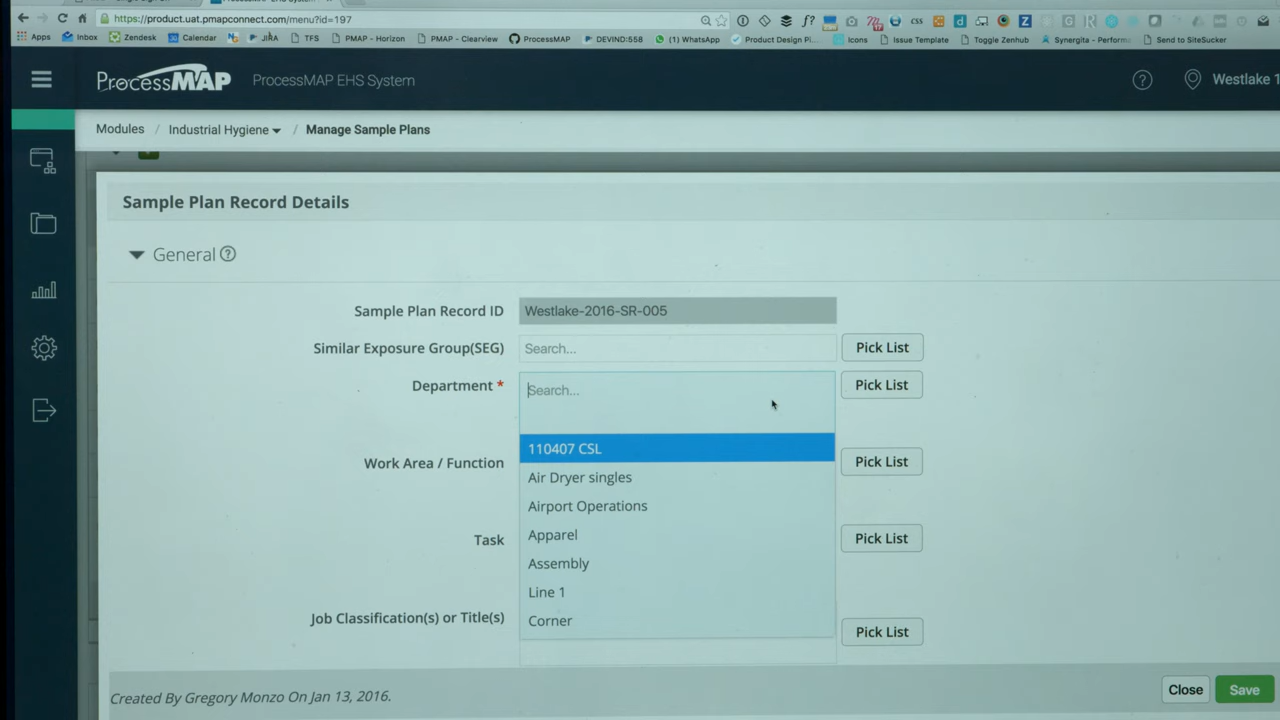 https://product.uat.pmapconnect.com/menu?id=197
Apps Inbox Zendesk Calendar JIRA TFS PMAP - Horizon PMAP - Clearview ProcessMAP DEVIND:558 (1) WhatsApp Product Design Pl... Icons Issue Template Toggle Zenhub Synergita - Perform Send to SiteSucker
ProcessMAP ProcessMAP EHS System Westlake 1
Modules / Industrial Hygiene / Manage Sample Plans
Sample Plan Record Details
General
Sample Plan Record ID Westlake-2016-SR-005
Similar Exposure Group(SEG) Search... Pick List
Department * Search... Pick List
110407 CSL
Work Area / Function Pick List
Air Dryer singles
Airport Operations
Apparel
Task Pick List
Assembly
Line 1
Job Classification(s) or Title(s) Corner Pick List
Created By Gregory Monzo On Jan 13, 2016. Close Save